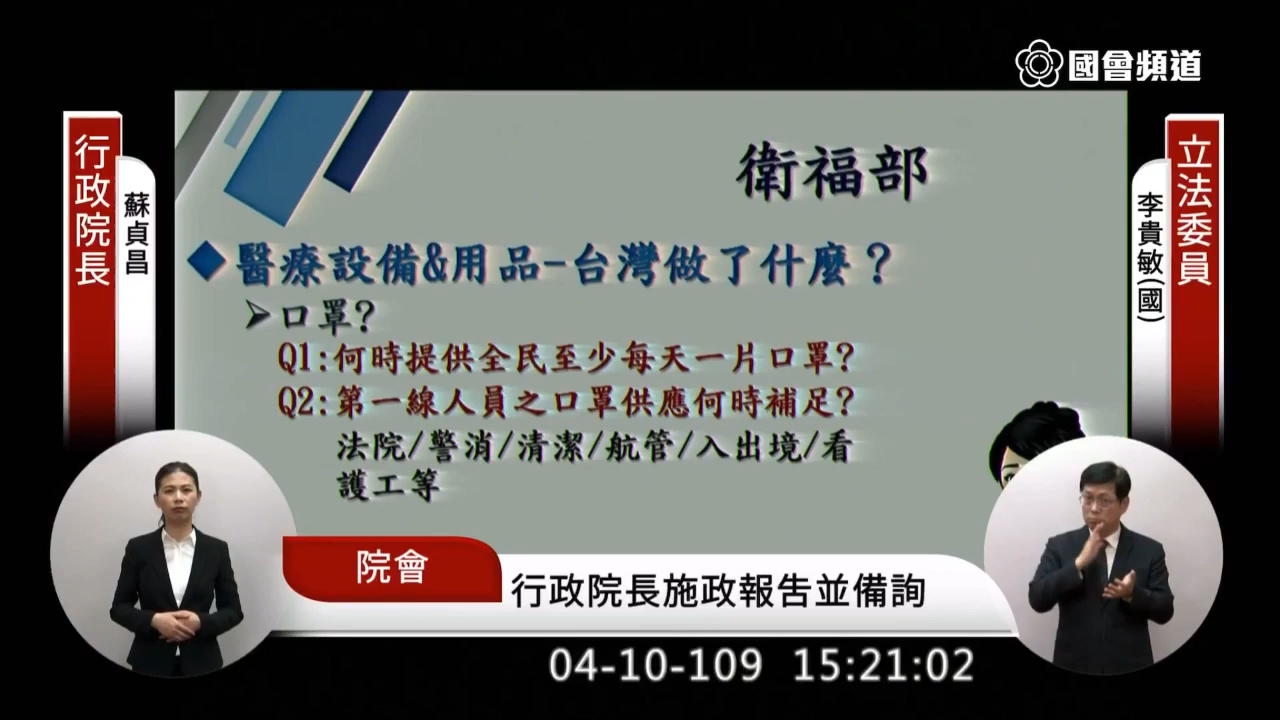 國會頻道
行政院長
蘇貞昌
立法委員
李貴敏(國)
衛福部
醫療設備&用品-台灣做了什麼?
口罩?
Q1:何時提供全民至少每天一片口罩?
Q2:第一線人員之口罩供應何時補足?
法院/警消/清潔/航管/入出境/看
護工等
院會
行政院長施政報告並備詢
04-10-109 15:21:02